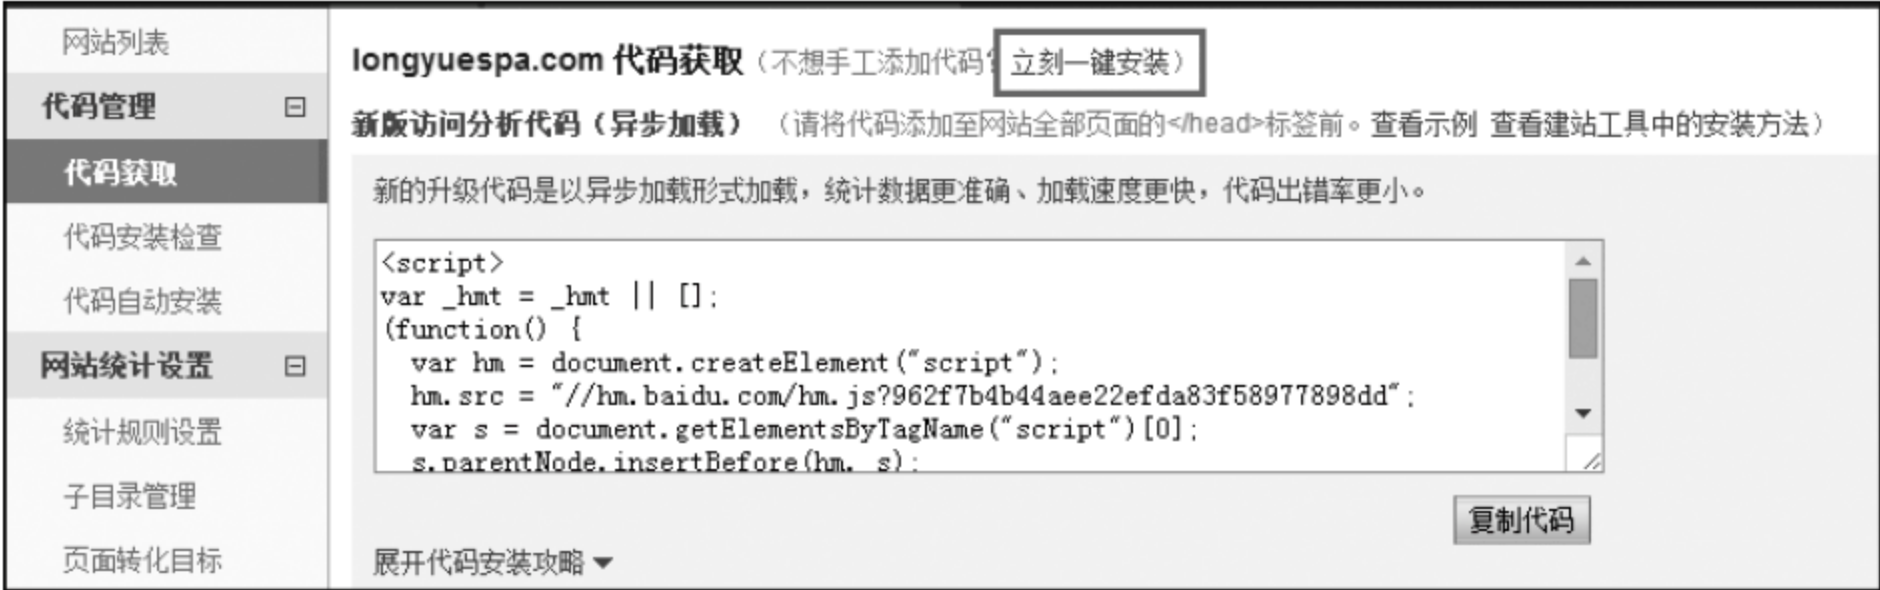 网站列表
代码管理
代码获取
代码安装检查
代码自动安装
网站统计设置
统计规则设置
子目录管理
页面转化目标
longyuespa.com 代码获取（不想手工添加代码？立刻一键安装）
新版访问分析代码（异步加载）（请将代码添加至网站全部页面的</head>标签前。查看示例 查看建站工具中的安装方法）
新的升级代码是以异步加载形式加载，统计数据更准确、加载速度更快，代码出错率更小。
<script>
var _hmt = _hmt || [];
(function() {
  var hm = document.createElement("script");
  hm.src = "//hm.baidu.com/hm.js?962f7b4b44aee22efda83f58977898dd";
  var s = document.getElementsByTagName("script")[0];
  s.parentNode.insertBefore(hm, s);
复制代码
展开代码安装攻略